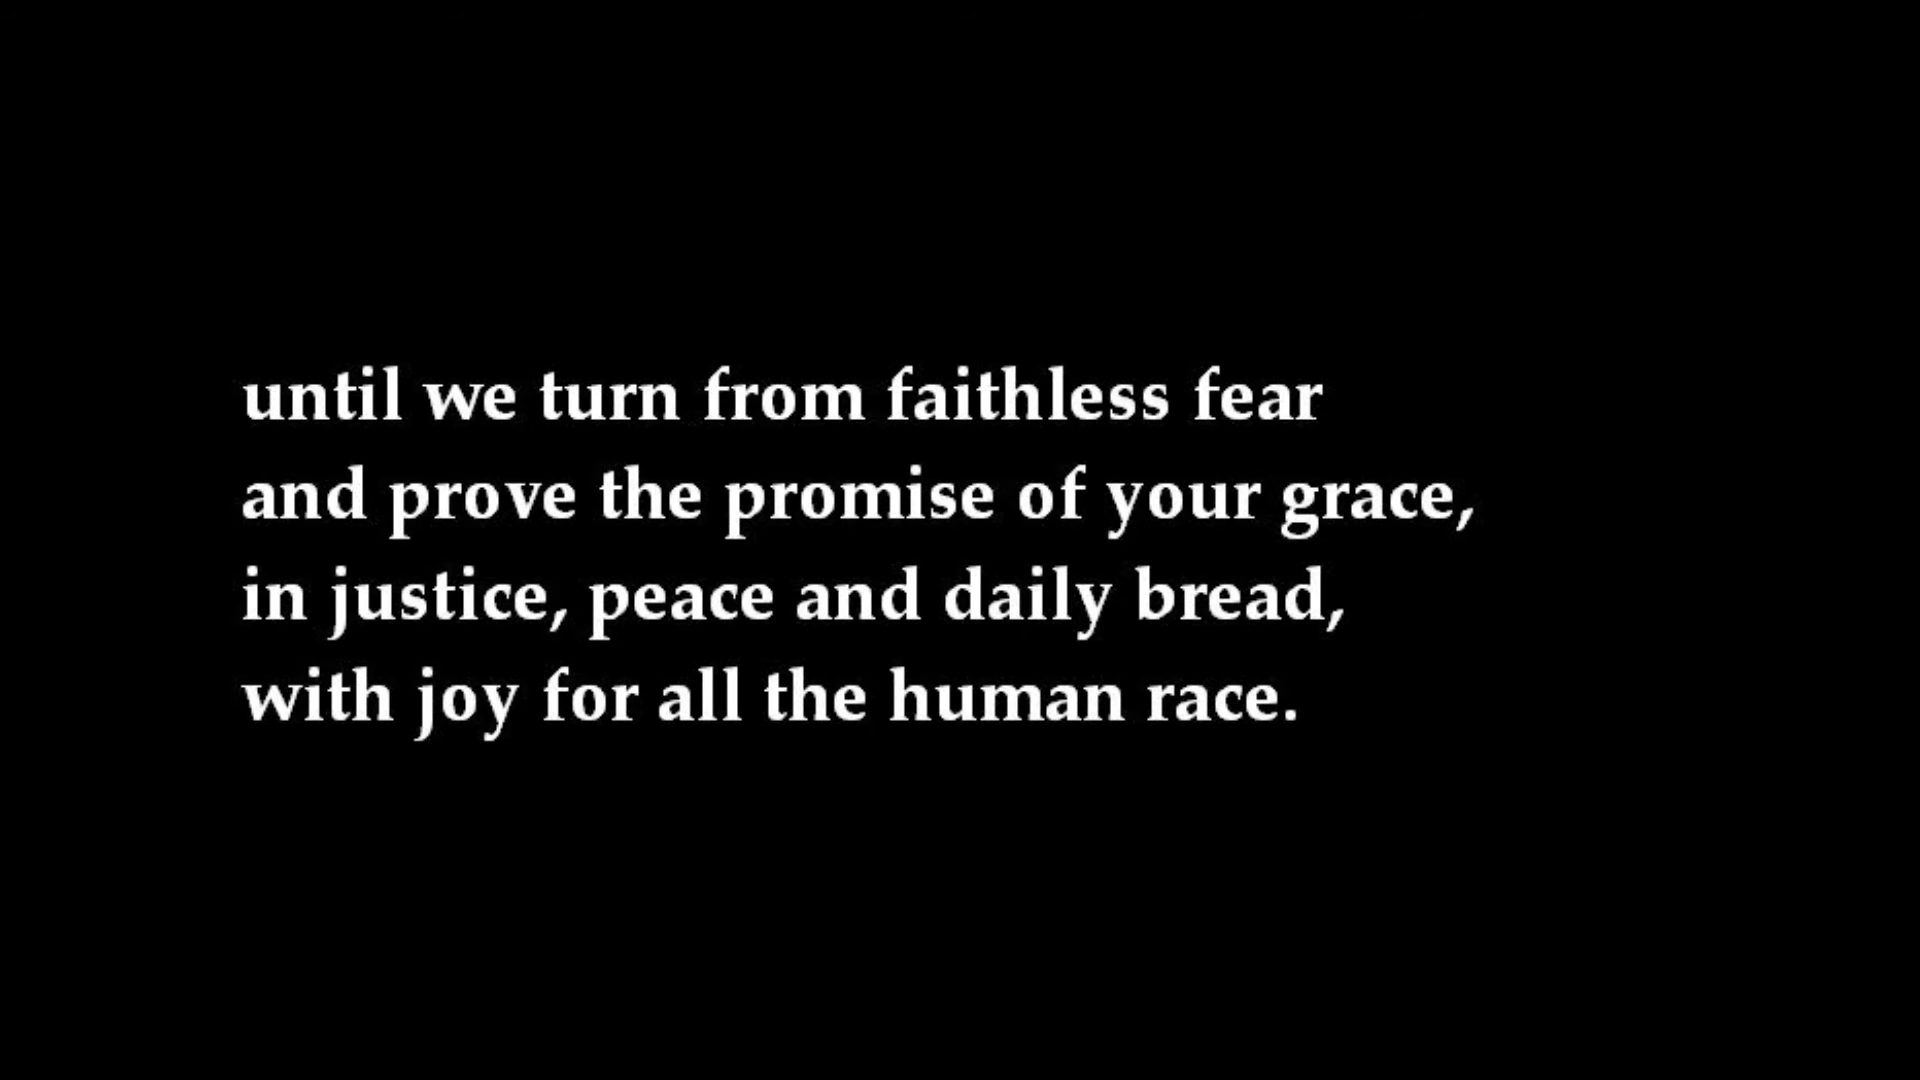 until we turn from faithless fear
and prove the promise of your grace,
in justice, peace and daily bread,
with joy for all the human race.